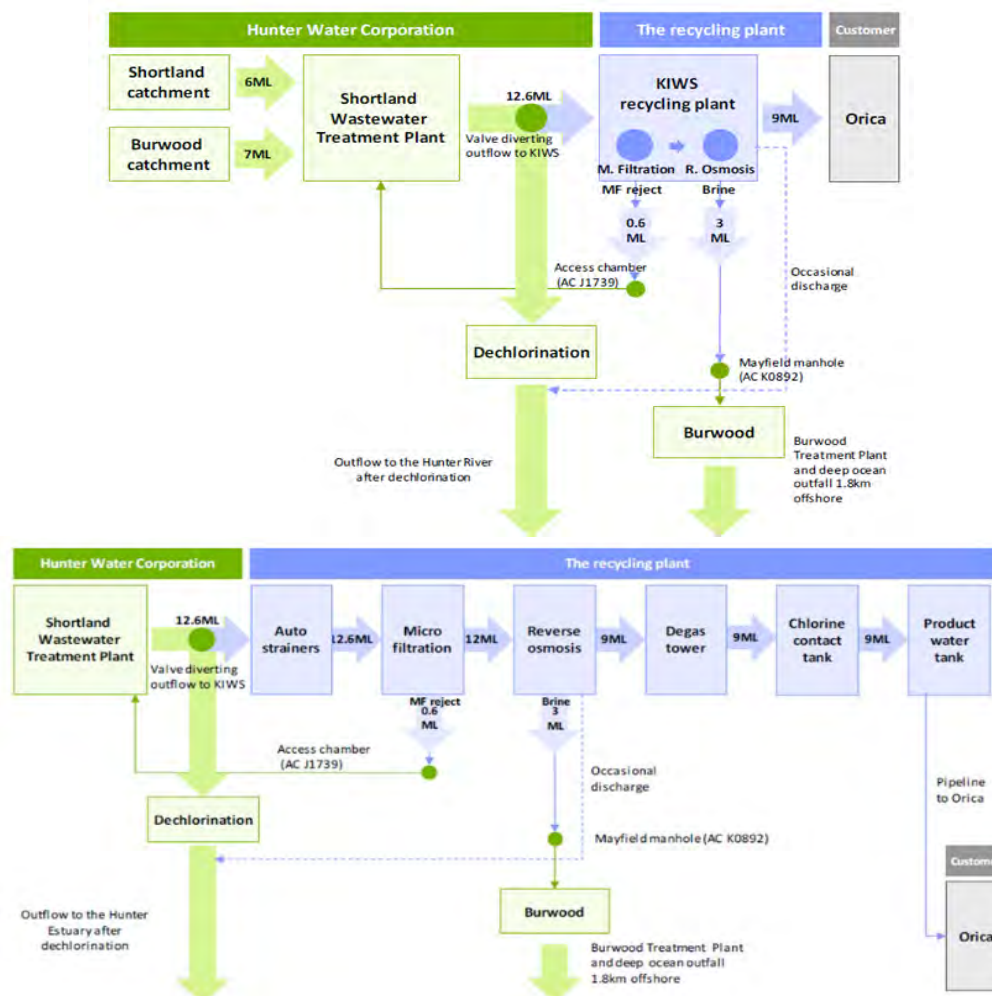 Hunter Water Corporation
The recycling plant
Customer
Shortland
catchment
6ML
Burwood
catchment
7ML
Shortland
Wastewater
Treatment Plant
12.6ML
Valve diverting
outflow to KIWS
KIWS
recycling plant
M. Filtration
R. Osmosis
9ML
Orica
MF reject
0.6
ML
Brine
3
ML
Access chamber
(AC J1739)
Occasional
discharge
Dechlorination
Mayfield manhole
(AC K0892)
Burwood
Outflow to the Hunter River
after dechlorination
Burwood
Treatment Plant
and deep ocean
outfall 1.8km
offshore
Hunter Water Corporation
The recycling plant
Shortland
Wastewater
Treatment Plant
12.6ML
Valve diverting
outflow to KIWS
Auto
strainers
12.6ML
Micro
filtration
12ML
Reverse
osmosis
9ML
Degas
tower
9ML
Chlorine
contact
tank
9ML
Product
water
tank
MF reject
0.6
ML
Brine
3
ML
Access chamber
(AC J1739)
Occasional
discharge
Pipeline
to Orica
Dechlorination
Mayfield manhole (AC K0892)
Customer
Burwood
Orica
Outflow to the Hunter
Estuary after
dechlorination
Burwood Treatment Plant
and deep ocean outfall
1.8km offshore